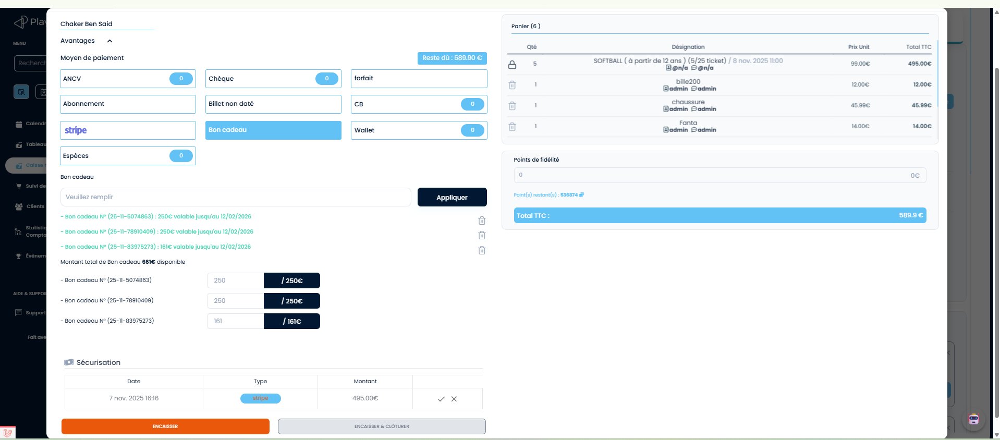 Play
MENU
Recherch
Calendr
Tableau
Caisse r
Suivi de
Clients
Statistiq
Compta
Évènem
AIDE & SUPPOR
Support
Fait ave
Chaker Ben Said
Avantages
Moyen de paiement
Reste dû : 589.90 €
ANCV 0
Chèque 0
forfait
Abonnement
Billet non daté
CB 0
stripe
Bon cadeau
Wallet 0
Espèces 0
Bon cadeau
Veuillez remplir
Appliquer
- Bon cadeau N° (25-11-5074863) : 250€ valable jusqu'au 12/02/2026
- Bon cadeau N° (25-11-78910409) : 250€ valable jusqu'au 12/02/2026
- Bon cadeau N° (25-11-83975273) : 161€ valable jusqu'au 12/02/2026
Montant total de Bon cadeau 661€ disponible
- Bon cadeau N° (25-11-5074863) 250 / 250€
- Bon cadeau N° (25-11-78910409) 250 / 250€
- Bon cadeau N° (25-11-83975273) 161 / 161€
Sécurisation
Date Type Montant
7 nov. 2025 16:16 stripe 495.00€
ENCAISSER
ENCAISSER & CLÔTURER
Panier (6 )
Qté Désignation Prix Unit Total TTC
5 SOFTBALL ( à partir de 12 ans ) (5/25 ticket) / 8 nov. 2025 11:00 99.00€ 495.00€
@n/a @n/a
1 bille200 12.00€ 12.00€
admin admin
1 chaussure 45.99€ 45.99€
admin admin
1 Fanta 14.00€ 14.00€
admin admin
Points de fidélité
0 0€
Point(s) restant(s) : 536874
Total TTC : 589.9 €